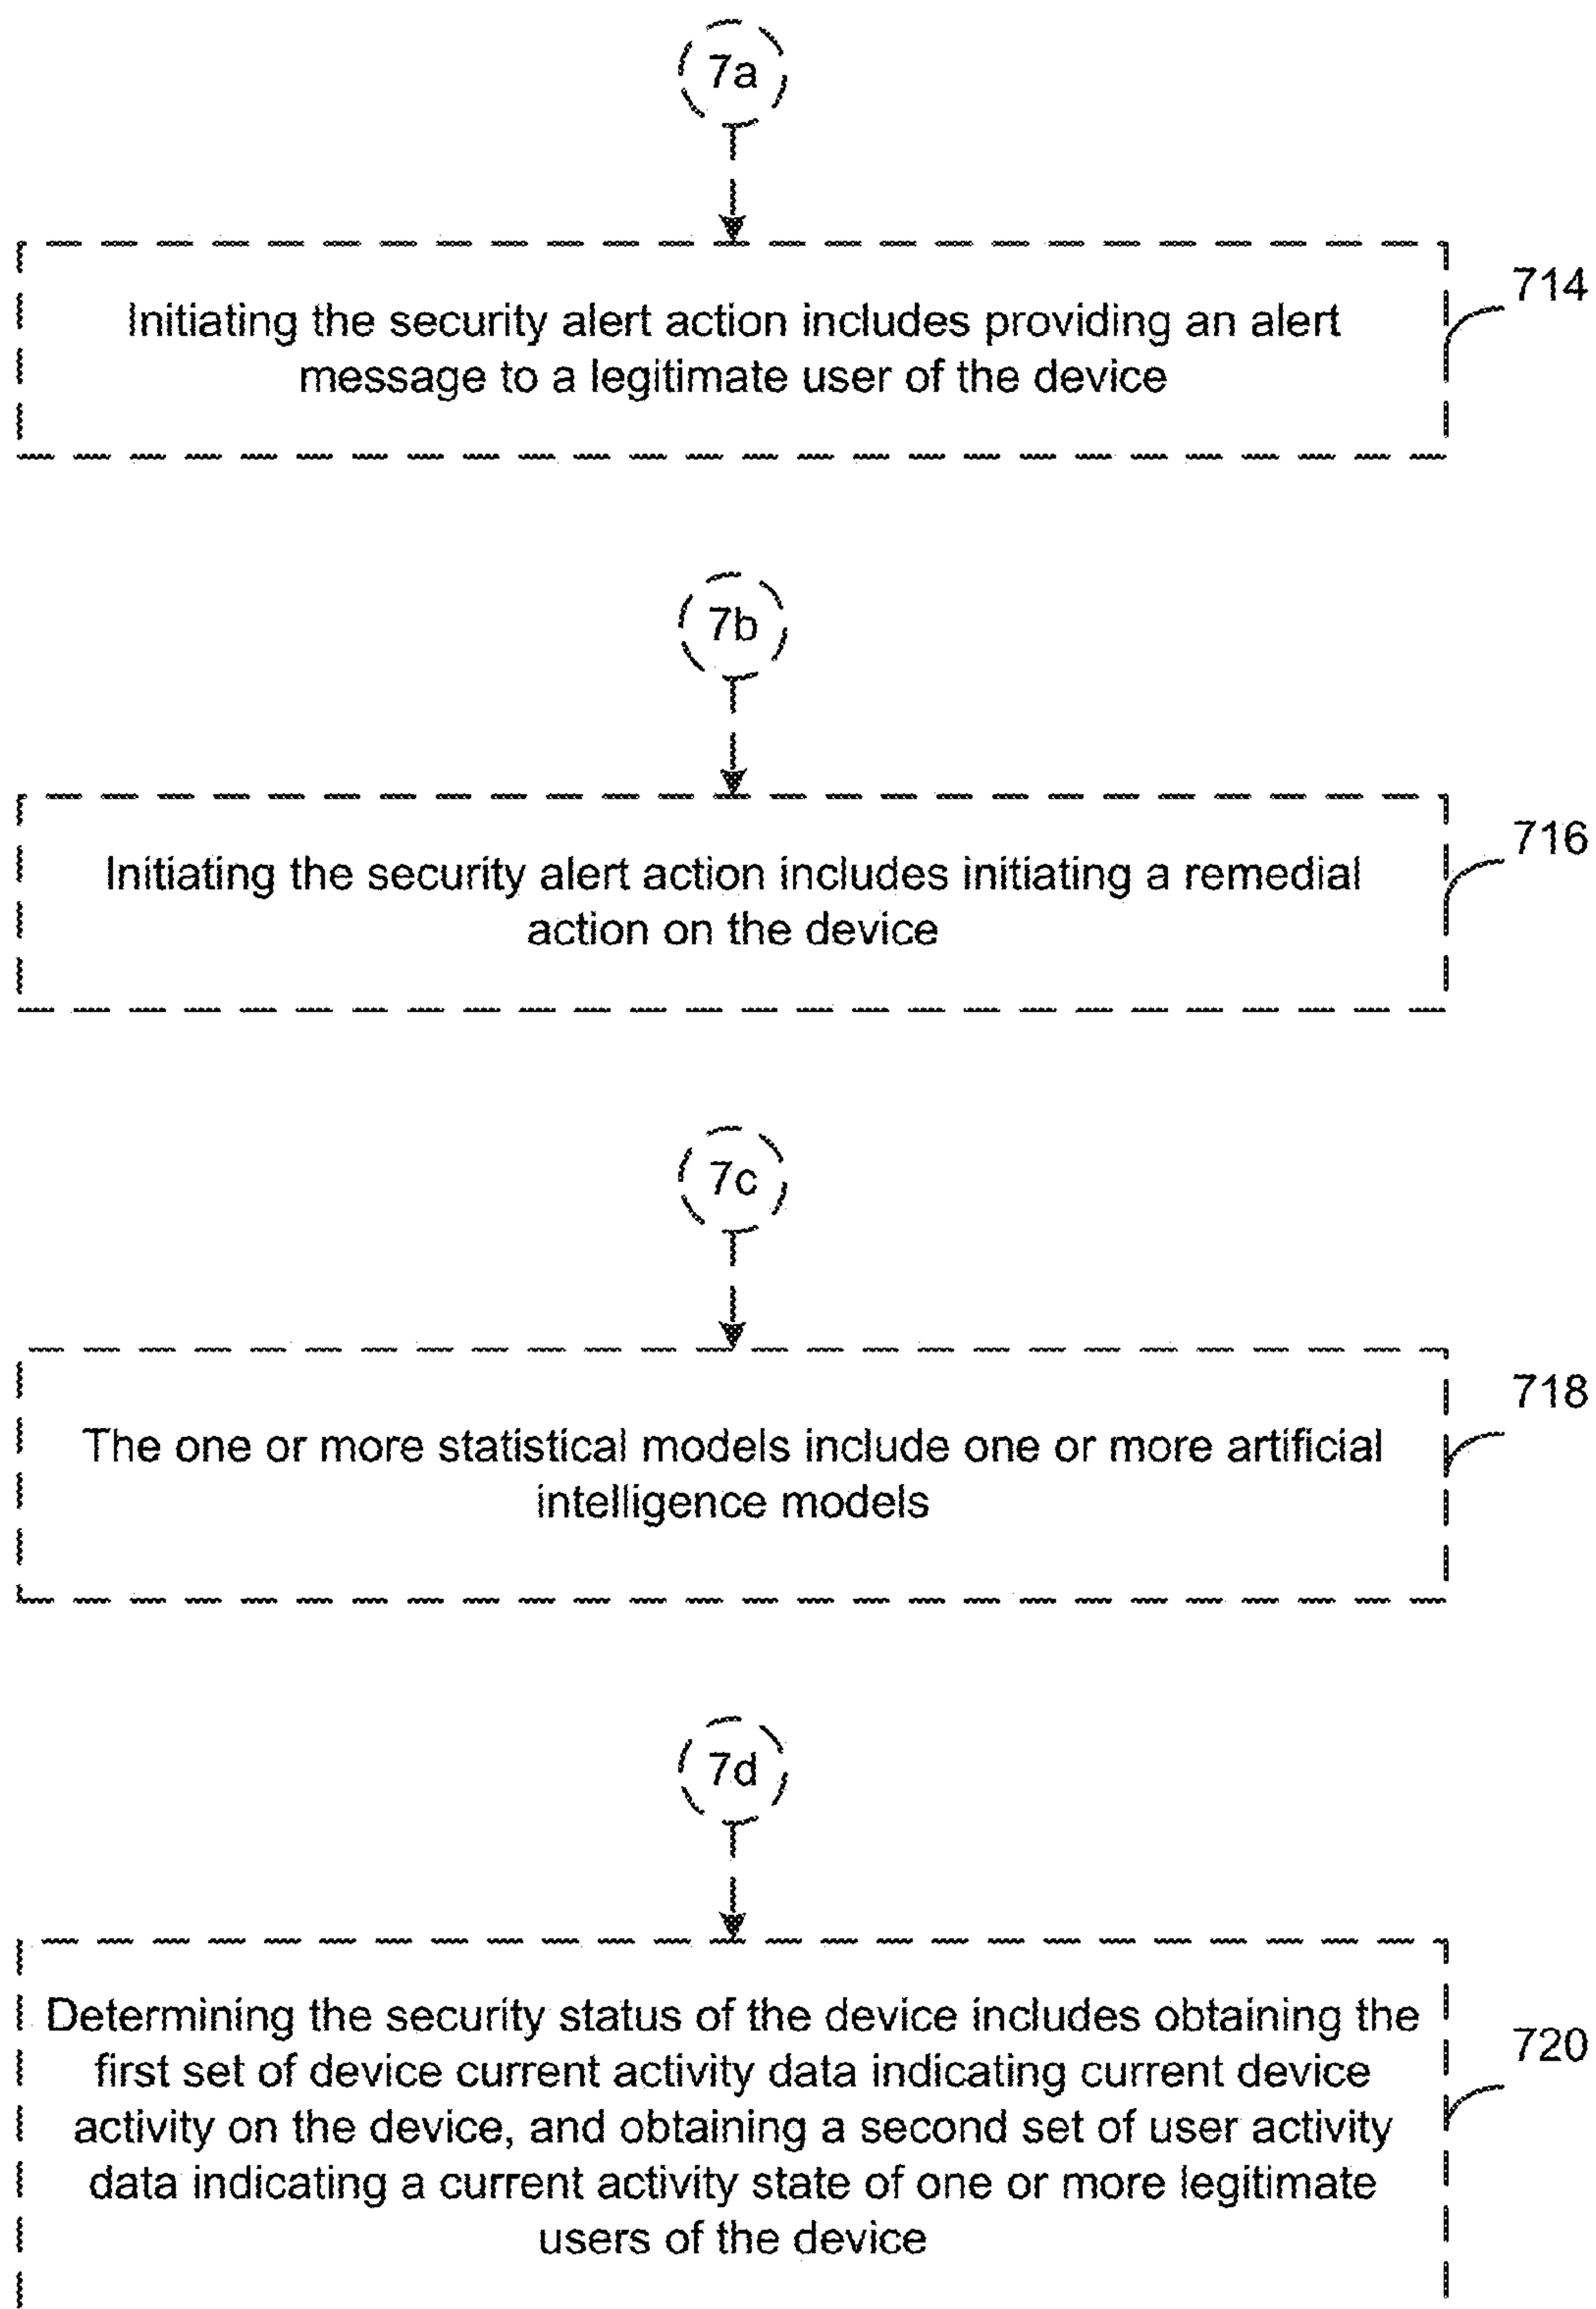 7a
714
Initiating the security alert action includes providing an alert
message to a legitimate user of the device
7b
716
Initiating the security alert action includes initiating a remedial
action on the device
7c
718
The one or more statistical models include one or more artificial
intelligence models
7d
Determining the security status of the device includes obtaining the
720
first set of device current activity data indicating current device
activity on the device, and obtaining a second set of user activity
data indicating a current activity state of one or more legitimate
users of the device